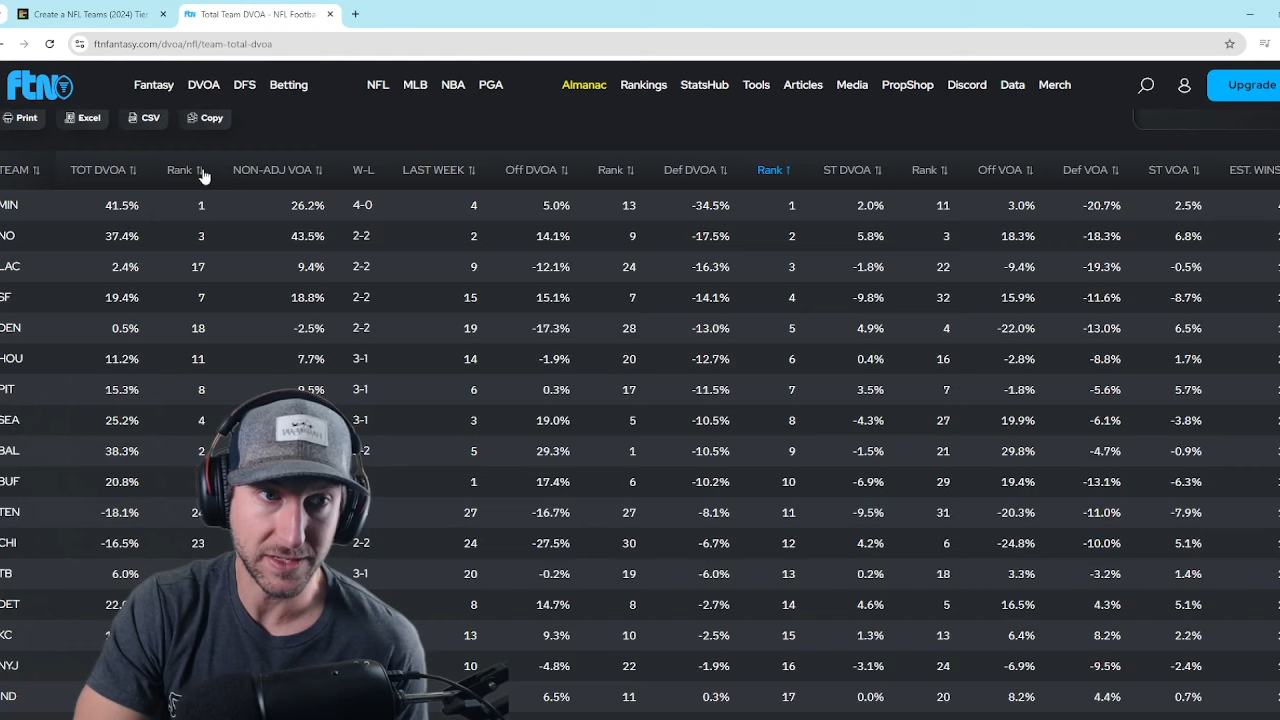 Create a NFL Teams (2024) Tier
Total Team DVOA - NFL Footba
ftnfantasy.com/dvoa/nfl/team-total-dvoa
ftn Fantasy DVOA DFS Betting NFL MLB NBA PGA Almanac Rankings StatsHub Tools Articles Media PropShop Discord Data Merch Upgrade
Print Excel CSV Copy
TEAM TOT DVOA Rank NON-ADJ VOA W-L LAST WEEK Off DVOA Rank Def DVOA Rank ST DVOA Rank Off VOA Def VOA ST VOA EST. WINS
MIN 41.5% 1 26.2% 4-0 4 5.0% 13 -34.5% 1 2.0% 11 3.0% -20.7% 2.5%
NO 37.4% 3 43.5% 2-2 2 14.1% 9 -17.5% 2 5.8% 3 18.3% -18.3% 6.8%
LAC 2.4% 17 9.4% 2-2 9 -12.1% 24 -16.3% 3 -1.8% 22 -9.4% -19.3% -0.5%
SF 19.4% 7 18.8% 2-2 15 15.1% 7 -14.1% 4 -9.8% 32 15.9% -11.6% -8.7%
DEN 0.5% 18 -2.5% 2-2 19 -17.3% 28 -13.0% 5 4.9% 4 -22.0% -13.0% 6.5%
HOU 11.2% 11 7.7% 3-1 14 -1.9% 20 -12.7% 6 0.4% 16 -2.8% -8.8% 1.7%
PIT 15.3% 8 9.5% 3-1 6 0.3% 17 -11.5% 7 3.5% 7 -1.8% -5.6% 5.7%
SEA 25.2% 4 3-1 3 19.0% 5 -10.5% 8 -4.3% 27 19.9% -6.1% -3.8%
BAL 38.3% 2 -2 5 29.3% 1 -10.5% 9 -1.5% 21 29.8% -4.7% -0.9%
BUF 20.8% 1 17.4% 6 -10.2% 10 -6.9% 29 19.4% -13.1% -6.3%
TEN -18.1% 27 -16.7% 27 -8.1% 11 -9.5% 31 -20.3% -11.0% -7.9%
CHI -16.5% 23 2-2 24 -27.5% 30 -6.7% 12 4.2% 6 -24.8% -10.0% 5.1%
TB 6.0% 3-1 20 -0.2% 19 -6.0% 13 0.2% 18 3.3% -3.2% 1.4%
DET 8 14.7% 8 -2.7% 14 4.6% 5 16.5% 4.3% 5.1%
KC 13 9.3% 10 -2.5% 15 1.3% 13 6.4% 8.2% 2.2%
NYJ 10 -4.8% 22 -1.9% 16 -3.1% 24 -6.9% -9.5% -2.4%
IND 6.5% 11 0.3% 17 0.0% 20 8.2% 4.4% 0.7%